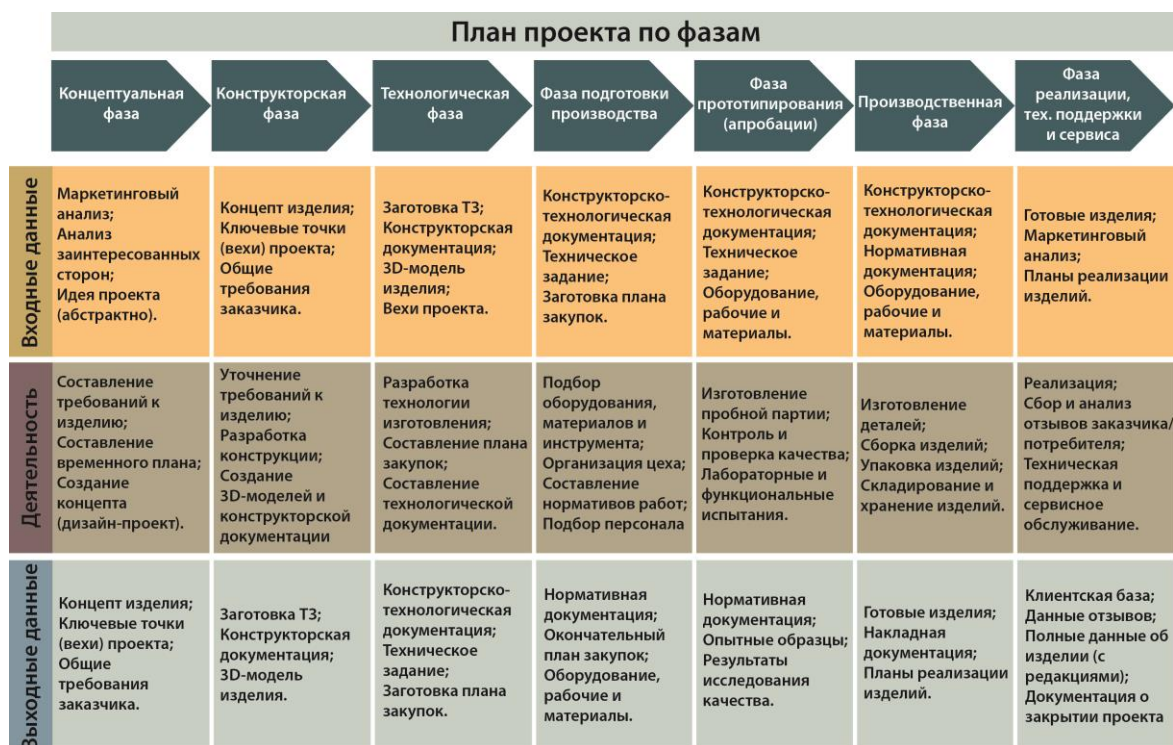 План проекта по фазам
Концептуальная
фаза
Конструкторская
фаза
Технологическая
фаза
Фаза подготовки
производства
Фаза
прототипирования
(апробации)
Производственная
фаза
Фаза
реализации,
тех. поддержки
и сервиса
Входные данные
Маркетинговый
анализ;
Анализ
заинтересованных
сторон;
Идея проекта
(абстрактно).
Концепт изделия;
Ключевые точки
(вехи) проекта;
Общие
требования
заказчика.
Заготовка ТЗ;
Конструкторская
документация;
3D-модель
изделия;
Вехи проекта.
Конструкторско-
технологическая
документация;
Техническое
задание;
Заготовка плана
закупок.
Конструкторско-
технологическая
документация;
Техническое
задание;
Оборудование,
рабочие и
материалы.
Конструкторско-
технологическая
документация;
Нормативная
документация;
Оборудование,
рабочие и
материалы.
Готовые изделия;
Маркетинговый
анализ;
Планы реализации
изделий.
Деятельность
Составление
требований к
изделию;
Составление
временного плана;
Создание
концепта
(дизайн-проект).
Уточнение
требований к
изделию;
Разработка
конструкции;
Создание
3D-моделей и
конструкторской
документации
Разработка
технологии
изготовления;
Составление плана
закупок;
Составление
технологической
документации.
Подбор
оборудования,
материалов и
инструмента;
Организация цеха;
Составление
нормативов работ;
Подбор персонала
Изготовление
пробной партии;
Контроль и
проверка качества;
Лабораторные и
функциональные
испытания.
Изготовление
деталей;
Сборка изделий;
Упаковка изделий;
Складирование и
хранение изделий.
Реализация;
Сбор и анализ
отзывов заказчика/
потребителя;
Техническая
поддержка и
сервисное
обслуживание.
Выходные данные
Концепт изделия;
Ключевые точки
(вехи) проекта;
Общие
требования
заказчика.
Заготовка ТЗ;
Конструкторская
документация;
3D-модель
изделия.
Конструкторско-
технологическая
документация;
Техническое
задание;
Заготовка плана
закупок.
Нормативная
документация;
Окончательный
план закупок;
Оборудование,
рабочие и
материалы.
Нормативная
документация;
Опытные образцы;
Результаты
исследования
качества.
Готовые изделия;
Накладная
документация;
Планы реализации
изделий.
Клиентская база;
Данные отзывов;
Полные данные об
изделии (с
редакциями);
Документация о
закрытии проекта